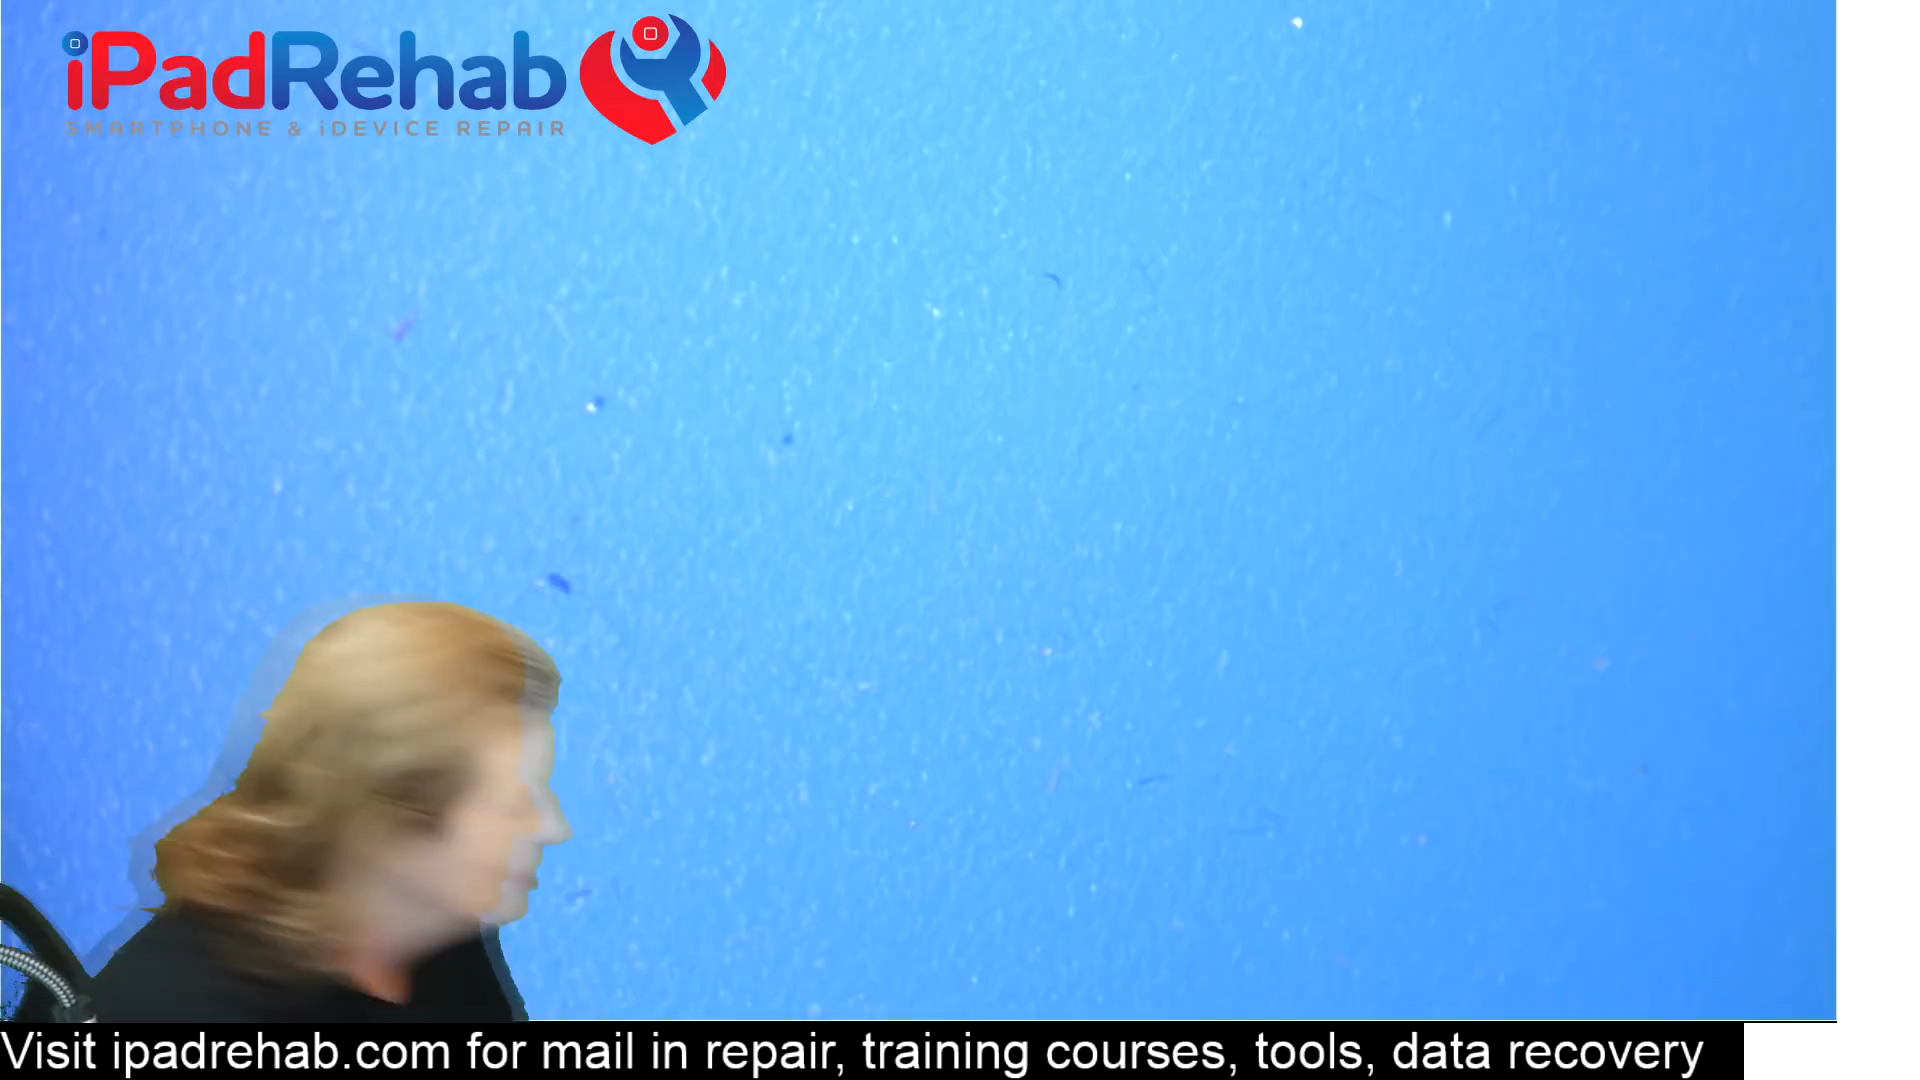 iPadRehab
SMARTPHONE & iDEVICE REPAIR
Visit ipadrehab.com for mail in repair, training courses, tools, data recovery